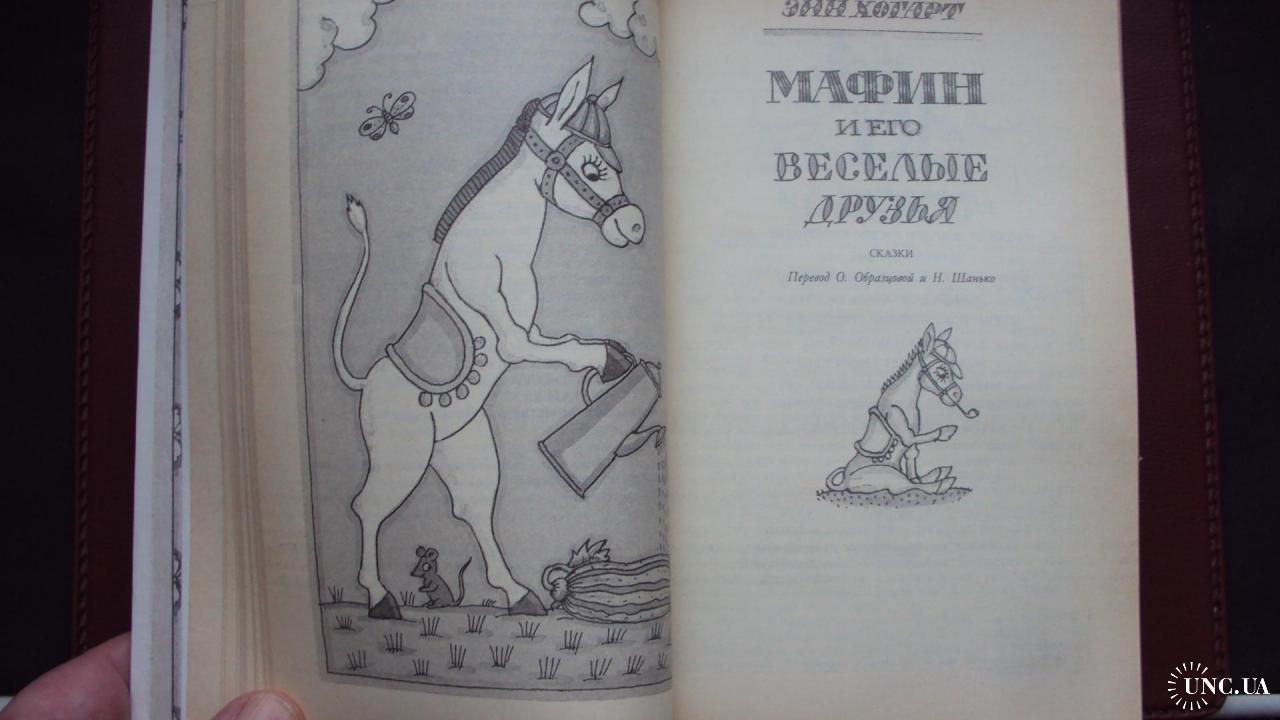 ЭНН ХОГАРТ
МАФИН
И ЕГО
ВЕСЕЛЫЕ
ДРУЗЬЯ
СКАЗКИ
Перевод О. Образцовой и Н. Шанько
UNC.UA